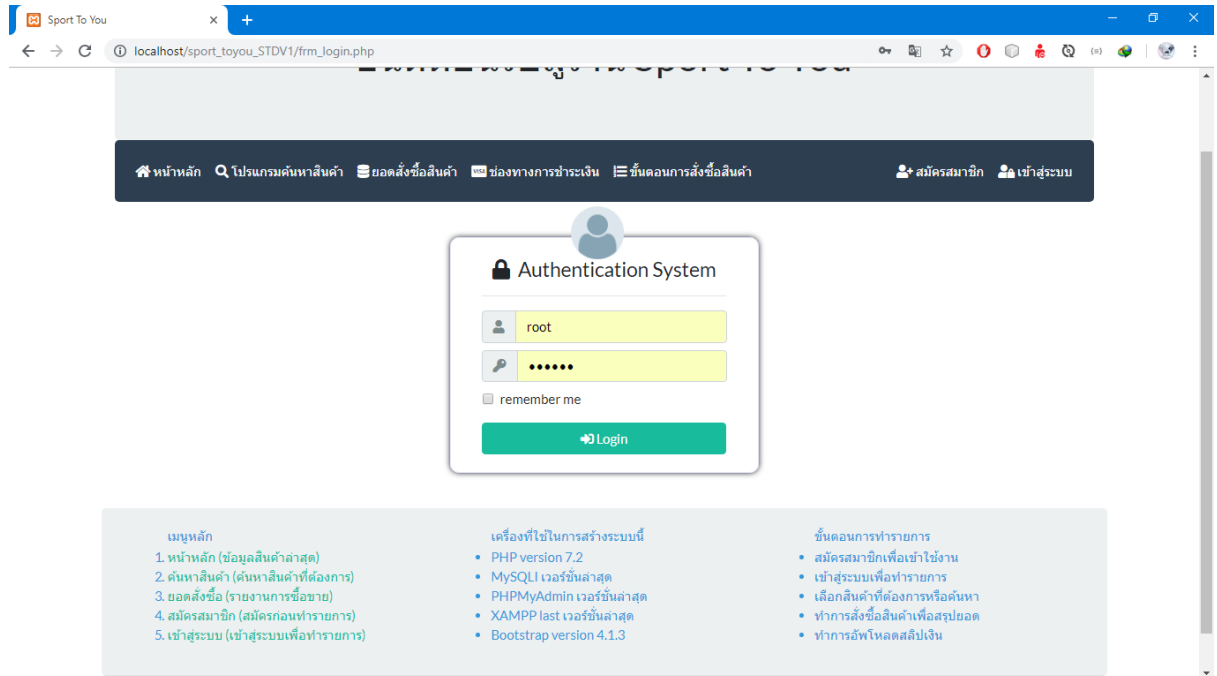 Sport To You
localhost/sport_toyou_STDV1/frm_login.php
Sport To You
หน้าหลัก โปรแกรมค้นหาสินค้า ยอดสั่งซื้อสินค้า VISA ช่องทางการชำระเงิน ขั้นตอนการสั่งซื้อสินค้า สมัครสมาชิก เข้าสู่ระบบ
Authentication System
root
••••••
remember me
Login
เมนูหลัก
1. หน้าหลัก (ข้อมูลสินค้าล่าสุด)
2. ค้นหาสินค้า (ค้นหาสินค้าที่ต้องการ)
3. ยอดสั่งซื้อ (รายงานการซื้อขาย)
4. สมัครสมาชิก (สมัครก่อนทำรายการ)
5. เข้าสู่ระบบ (เข้าสู่ระบบเพื่อทำรายการ)
เครื่องที่ใช้ในการสร้างระบบนี้
• PHP version 7.2
• MySQLI เวอร์ชั่นล่าสุด
• PHPMyAdmin เวอร์ชั่นล่าสุด
• XAMPP last เวอร์ชั่นล่าสุด
• Bootstrap version 4.1.3
ขั้นตอนการทำรายการ
• สมัครสมาชิกเพื่อเข้าใช้งาน
• เข้าสู่ระบบเพื่อทำรายการ
• เลือกสินค้าที่ต้องการหรือค้นหา
• ทำการสั่งซื้อสินค้าเพื่อสรุปยอด
• ทำการอัพโหลดสลิปเงิน